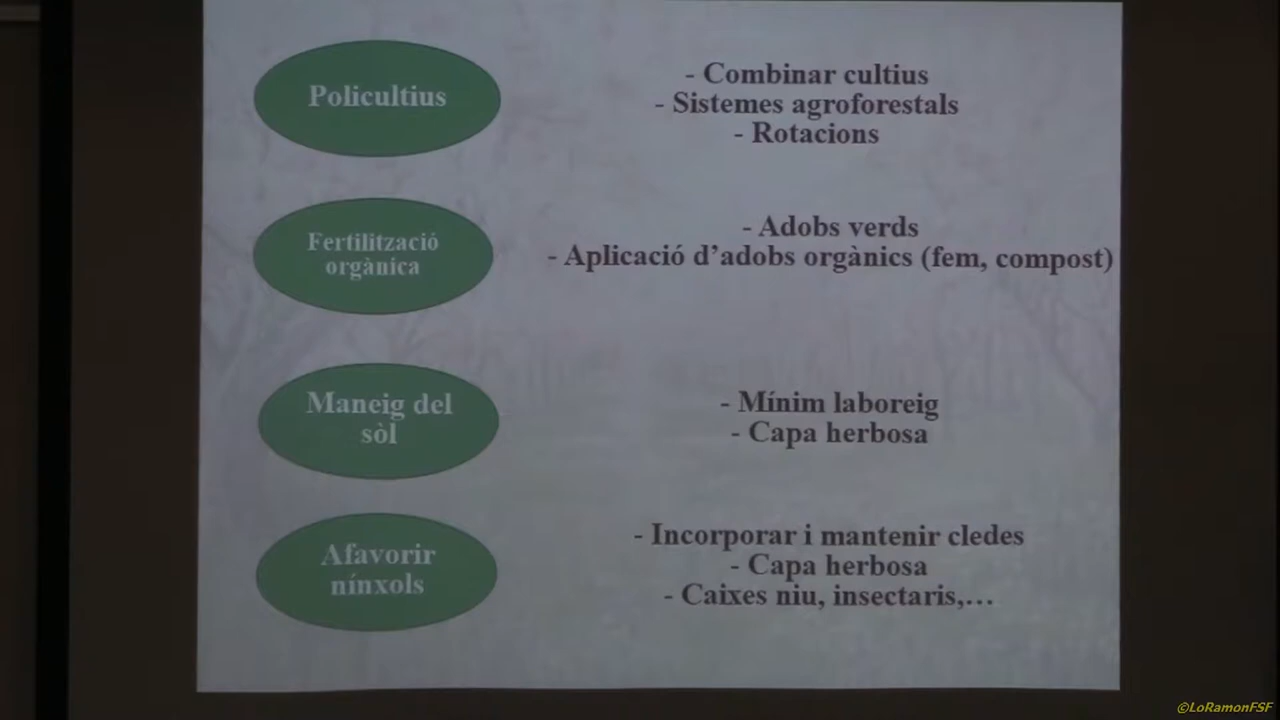 Policultius
- Combinar cultius
- Sistemes agroforestals
- Rotacions
Fertilització
orgànica
- Adobs verds
- Aplicació d’adobs orgànics (fem, compost)
Maneig del
sòl
- Mínim laboreig
- Capa herbosa
Afavorir
nínxols
- Incorporar i mantenir cledes
- Capa herbosa
- Caixes niu, insectaris,…
©LoRamonFSF